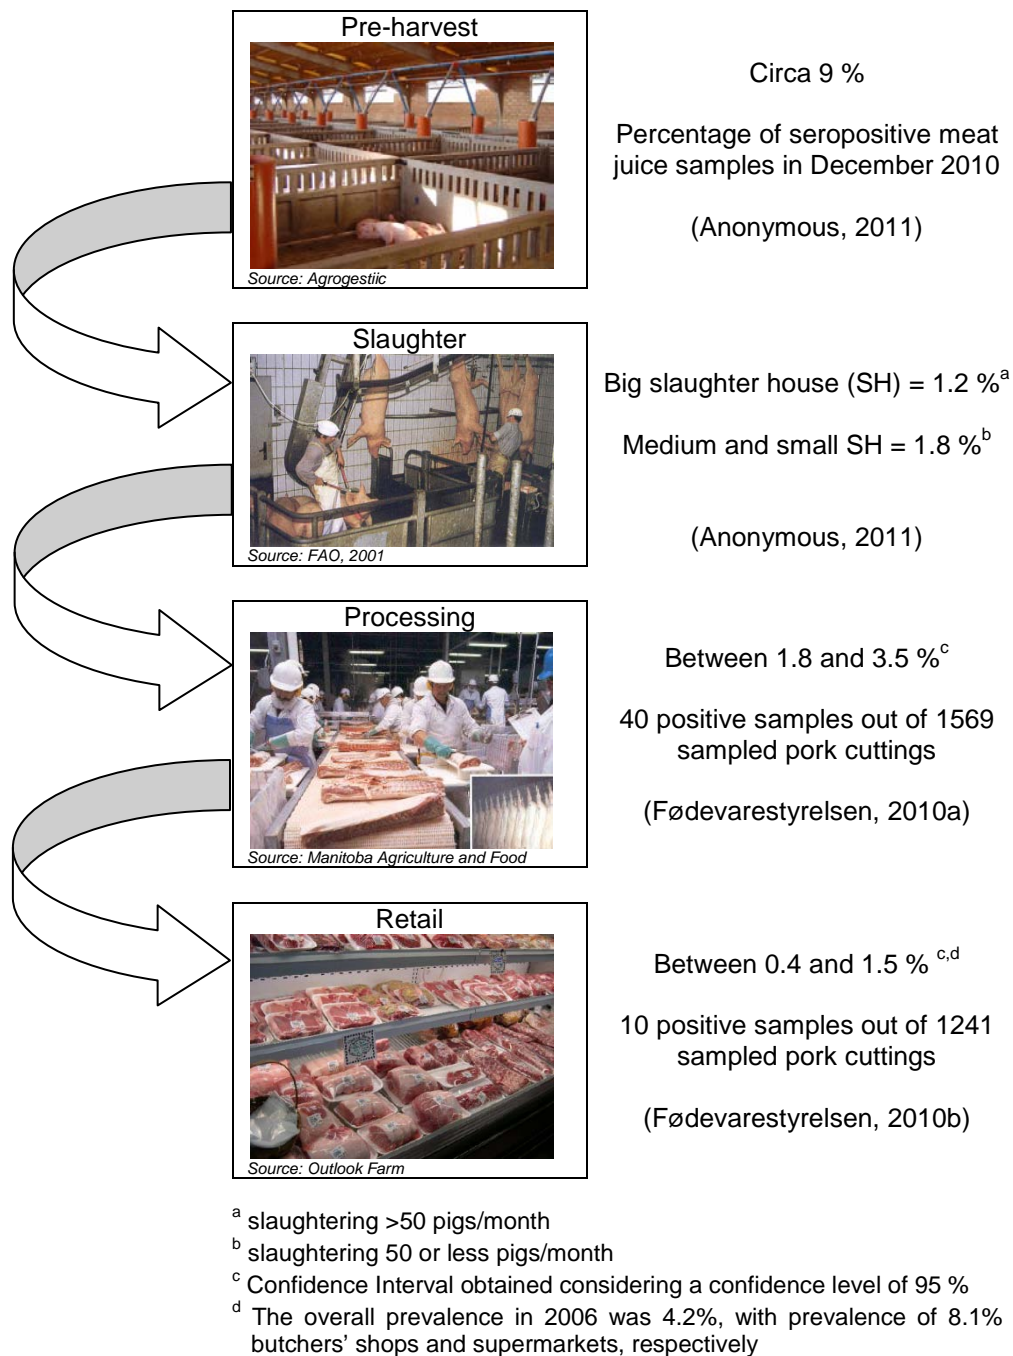 Pre-harvest
Source: Agrogestiic
Circa 9 %
Percentage of seropositive meat
juice samples in December 2010
(Anonymous, 2011)
Slaughter
Source: FAO, 2001
Big slaughter house (SH) = 1.2 %a
Medium and small SH = 1.8 %b
(Anonymous, 2011)
Processing
Source: Manitoba Agriculture and Food
Between 1.8 and 3.5 %c
40 positive samples out of 1569
sampled pork cuttings
(Fødevarestyrelsen, 2010a)
Retail
Source: Outlook Farm
Between 0.4 and 1.5 % c,d
10 positive samples out of 1241
sampled pork cuttings
(Fødevarestyrelsen, 2010b)
a slaughtering >50 pigs/month
b slaughtering 50 or less pigs/month
c Confidence Interval obtained considering a confidence level of 95 %
d The overall prevalence in 2006 was 4.2%, with prevalence of 8.1%
butchers' shops and supermarkets, respectively